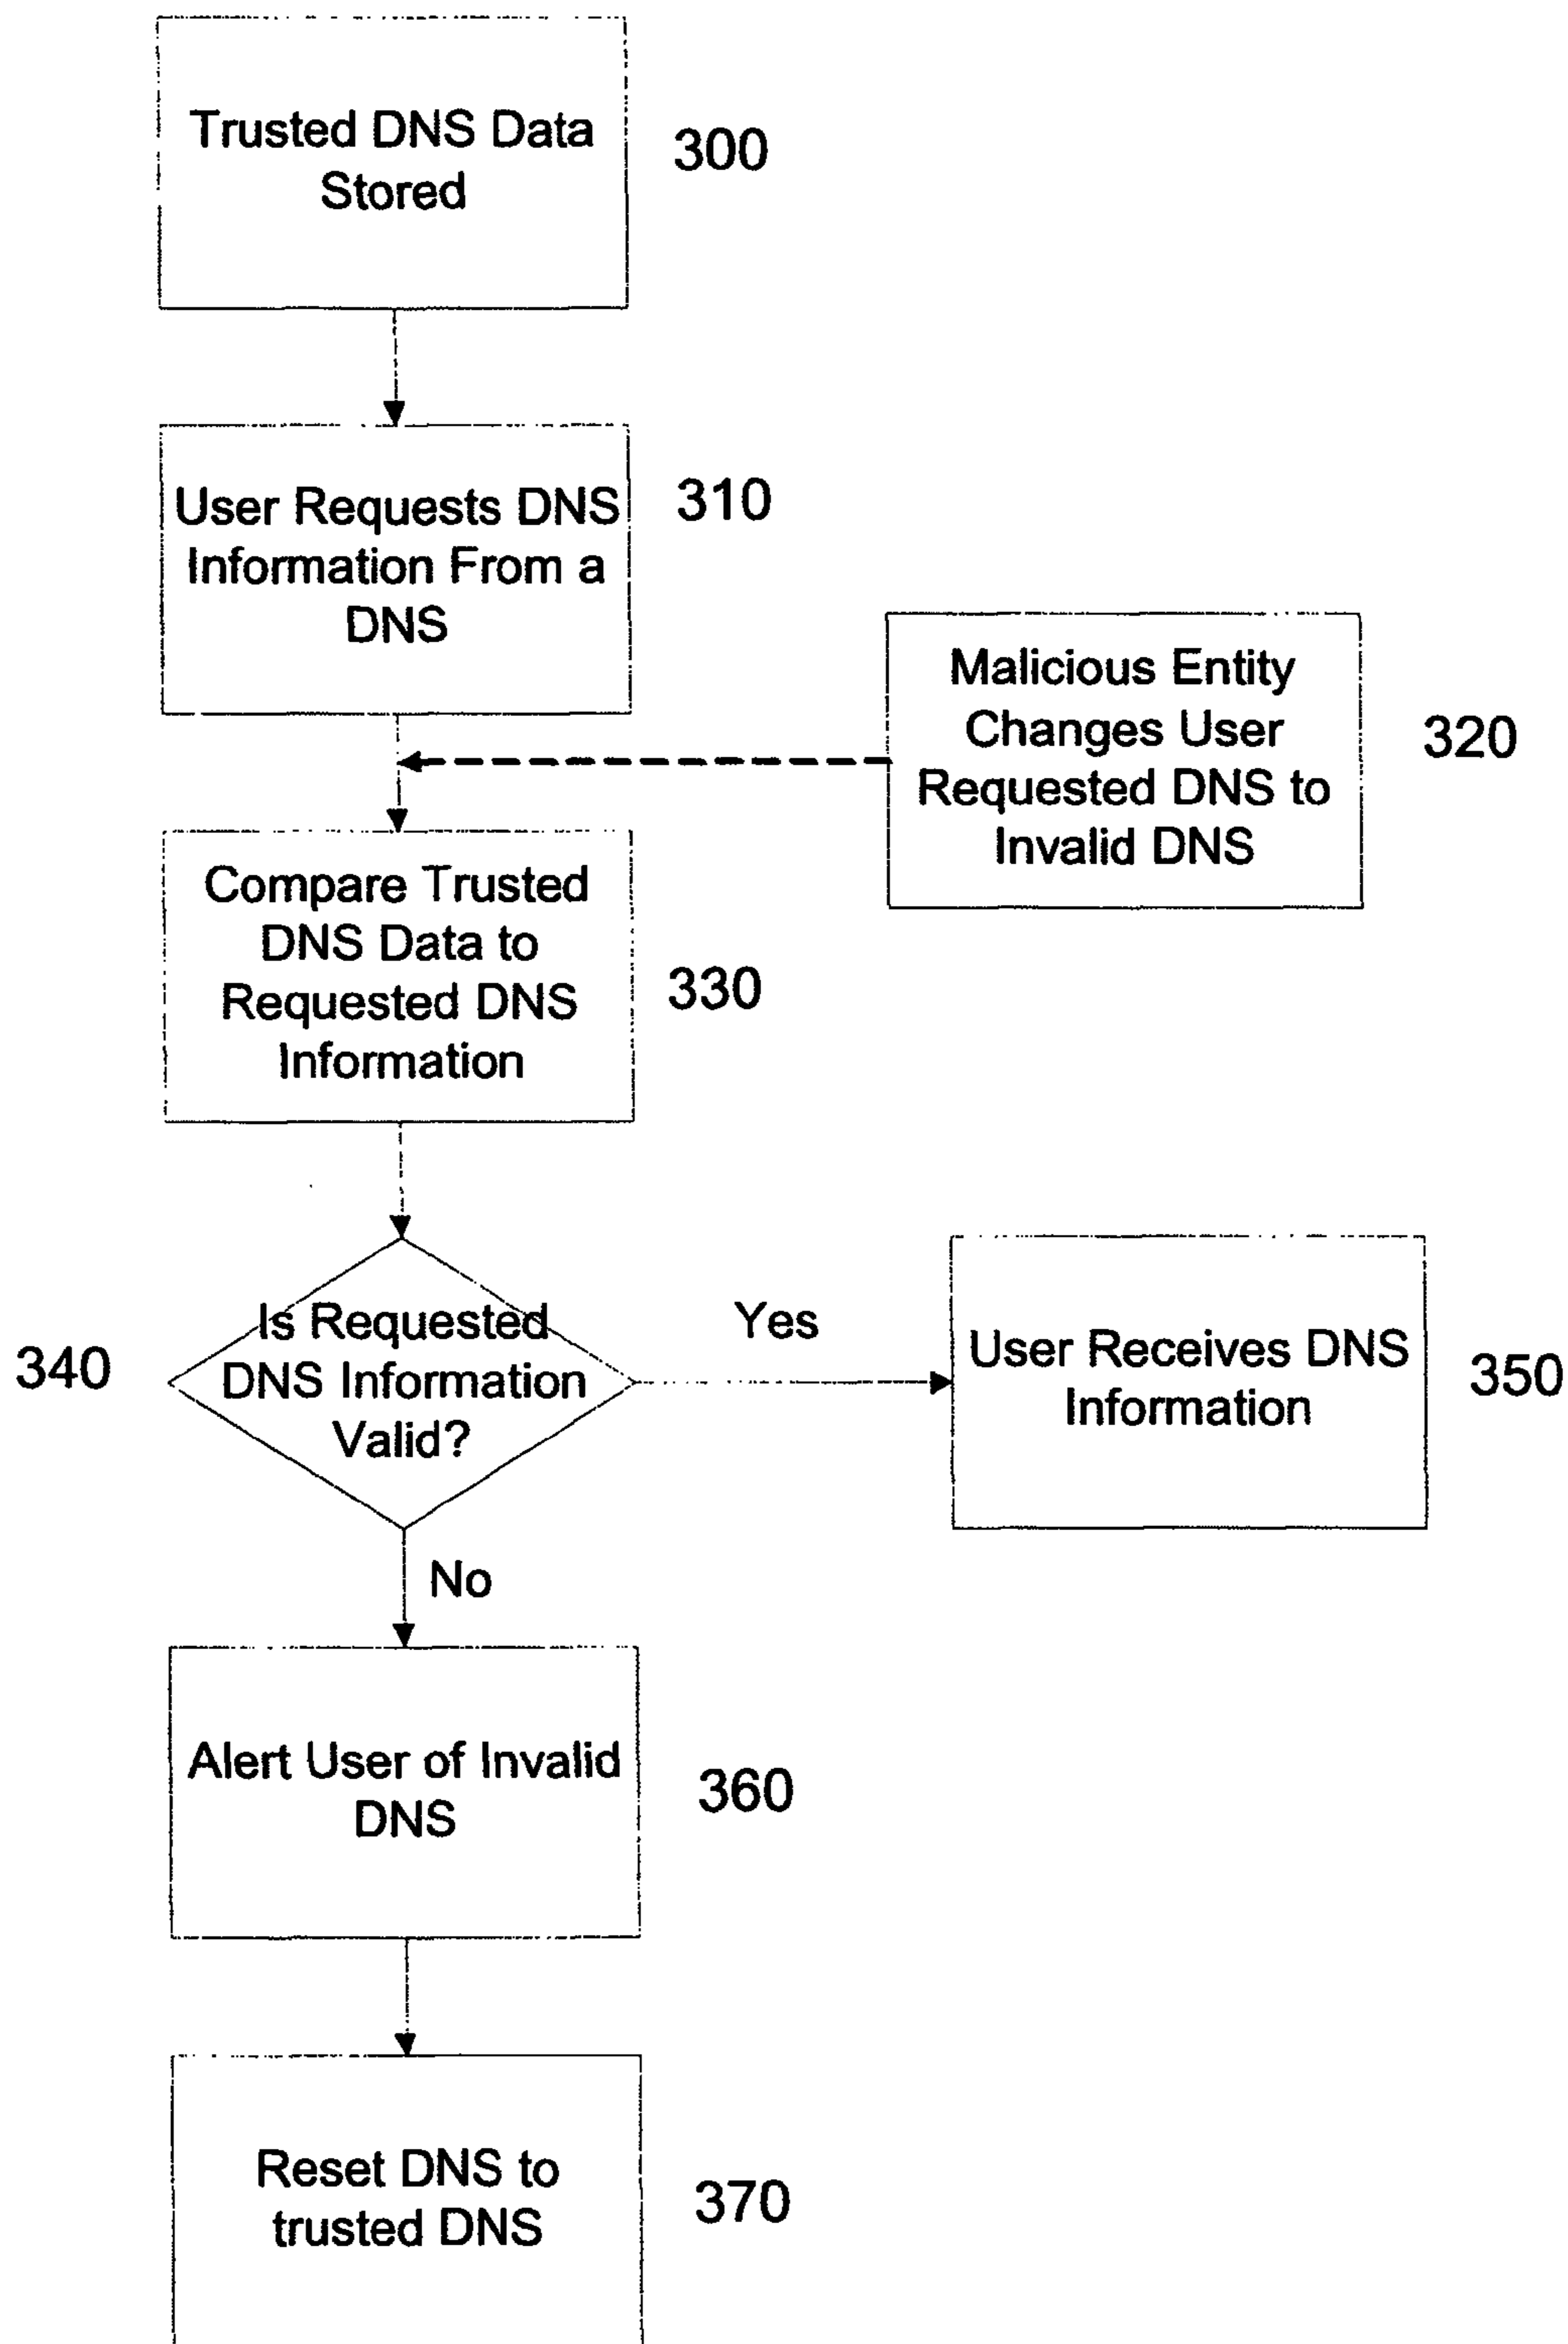 Trusted DNS Data
Stored
300
User Requests DNS
Information From a
DNS
310
Malicious Entity
Changes User
Requested DNS to
Invalid DNS
320
Compare Trusted
DNS Data to
Requested DNS
Information
330
340
Is Requested
DNS Information
Valid?
Yes
User Receives DNS
Information
350
No
Alert User of Invalid
DNS
360
Reset DNS to
trusted DNS
370